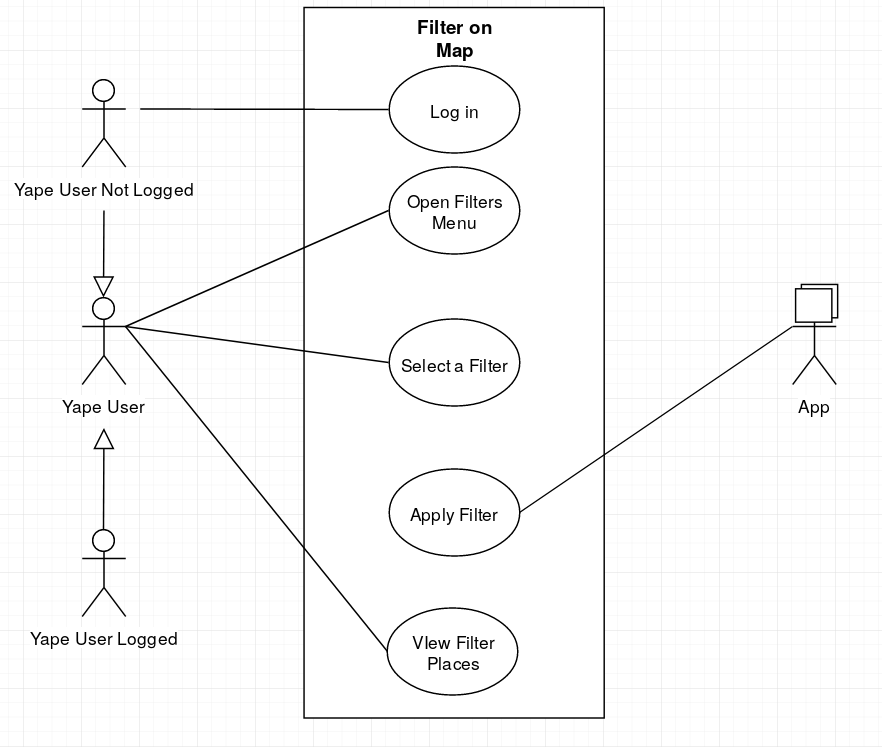 Filter on
Map
Log in
Yape User Not Logged
Open Filters
Menu
Select a Filter
Yape User
App
Apply Filter
Yape User Logged
VIew Filter
Places